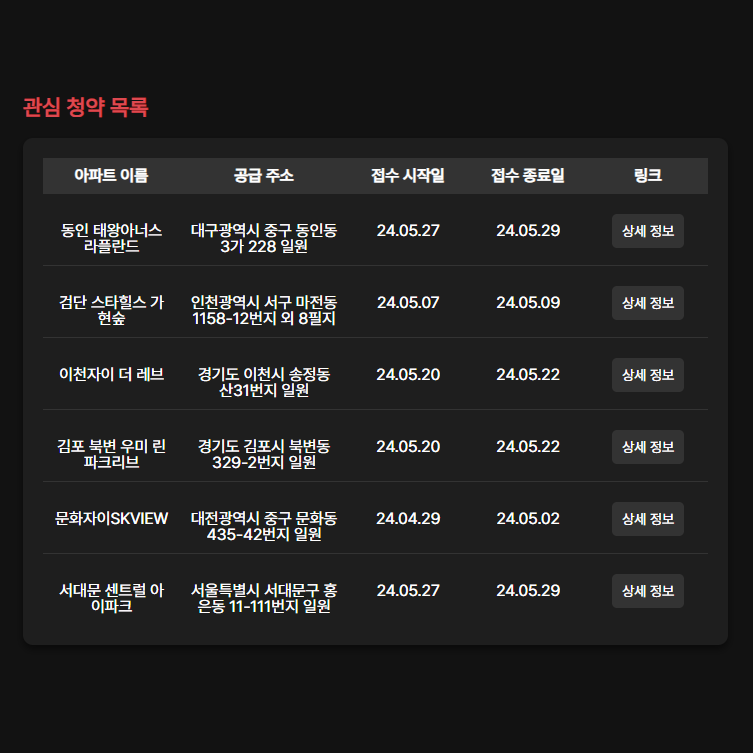 관심 청약 목록
아파트 이름 공급 주소 접수 시작일 접수 종료일 링크
동인 태왕아너스 대구광역시 중구 동인동 24.05.27 24.05.29 상세 정보
라플란드 3가 228 일원
검단 스타힐스 가 인천광역시 서구 마전동 24.05.07 24.05.09 상세 정보
현숲 1158-12번지 외 8필지
이천자이 더 레브 경기도 이천시 송정동 24.05.20 24.05.22 상세 정보
산31번지 일원
김포 북변 우미 린 경기도 김포시 북변동 24.05.20 24.05.22 상세 정보
파크리브 329-2번지 일원
문화자이SKVIEW 대전광역시 중구 문화동 24.04.29 24.05.02 상세 정보
435-42번지 일원
서대문 센트럴 아 서울특별시 서대문구 홍 24.05.27 24.05.29 상세 정보
이파크 은동 11-111번지 일원